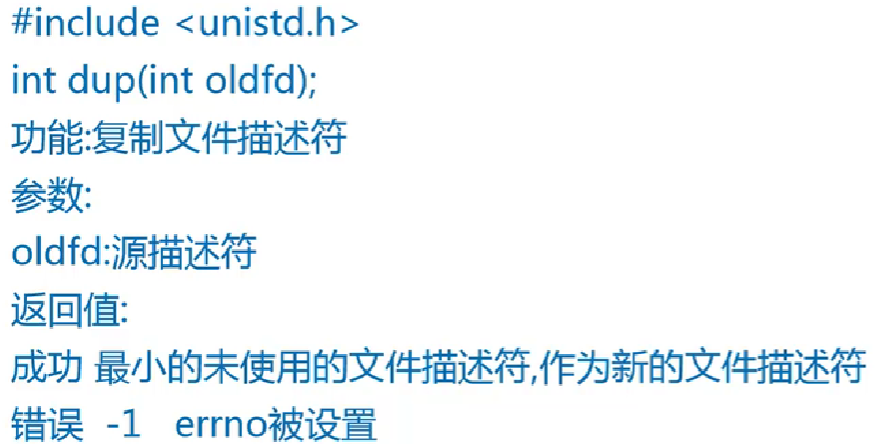 #include <unistd.h>
int dup(int oldfd);
功能:复制文件描述符
参数:
oldfd:源描述符
返回值:
成功 最小的未使用的文件描述符,作为新的文件描述符
错误 -1 errno被设置